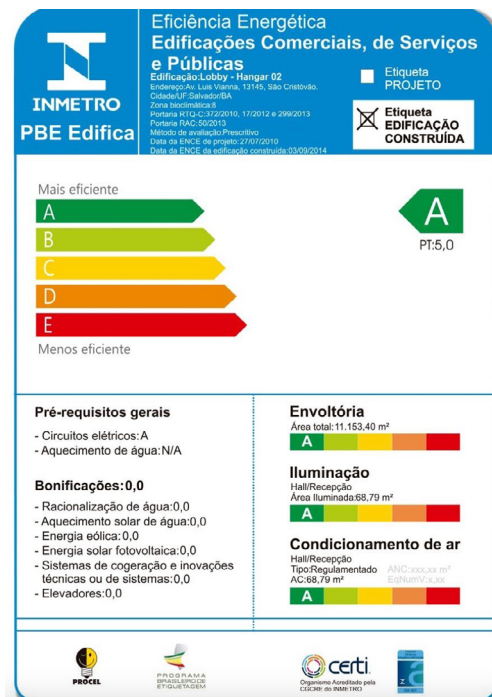 INMETRO
PBE Edifica
Eficiência Energética
Edificações Comerciais, de Serviços
e Públicas
Edificação:Lobby - Hangar 02
Endereço:Av. Luis Vianna, 13145, São Cristóvão.
Cidade/UF:Salvador/BA
Zona bioclimática:8
Portaria RTQ-C:372/2010, 17/2012 e 299/2013
Portaria RAC:50/2013
Método de avaliação:Prescritivo
Data da ENCE de projeto:27/07/2010
Data da ENCE da edificação construída:03/09/2014
Etiqueta
PROJETO
Etiqueta
EDIFICAÇÃO
CONSTRUÍDA
Mais eficiente
A
B
C
D
E
Menos eficiente
A
PT:5,0
Pré-requisitos gerais
- Circuitos elétricos:A
- Aquecimento de água:N/A
Bonificações:0,0
- Racionalização de água:0,0
- Aquecimento solar de água:0,0
- Energia eólica:0,0
- Energia solar fotovoltaica:0,0
- Sistemas de cogeração e inovações
técnicas ou de sistemas:0,0
- Elevadores:0,0
Envoltória
Área total:11.153,40 m²
A
Iluminação
Hall/Recepção
Área Iluminada:68,79 m²
A
Condicionamento de ar
Hall/Recepção
Tipo:Regulamentado ANC:xxx,xx m²
AC:68,79 m² EqNumV:x,xx
A
PROCEL
PROGRAMA
BRASILEIRO DE
ETIQUETAGEM
certi
Organismo Acreditado pela
CGCRE do INMETRO